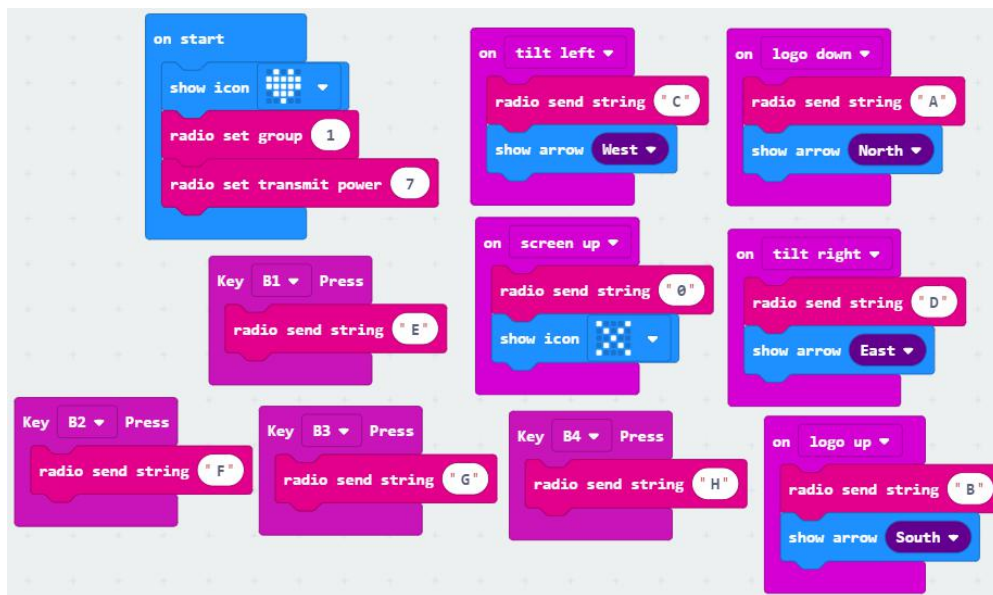 on start
show icon
radio set group 1
radio set transmit power 7
on tilt left
radio send string "C"
show arrow West
on logo down
radio send string "A"
show arrow North
Key B1 Press
radio send string "E"
on screen up
radio send string "0"
show icon
on tilt right
radio send string "D"
show arrow East
Key B2 Press
radio send string "F"
Key B3 Press
radio send string "G"
Key B4 Press
radio send string "H"
on logo up
radio send string "B"
show arrow South